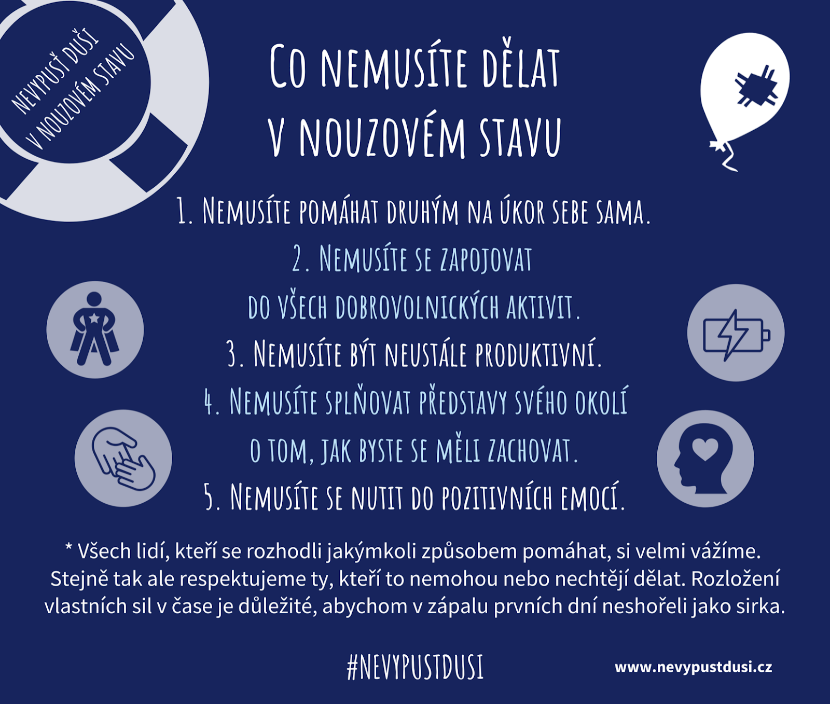 NEVYPUSŤ DUŠI
V NOUZOVÉM STAVU
CO NEMUSÍTE DĚLAT
V NOUZOVÉM STAVU
1. NEMUSÍTE POMÁHAT DRUHÝM NA ÚKOR SEBE SAMA.
2. NEMUSÍTE SE ZAPOJOVAT
DO VŠECH DOBROVOLNICKÝCH AKTIVIT.
3. NEMUSÍTE BÝT NEUSTÁLE PRODUKTIVNÍ.
4. NEMUSÍTE SPLŇOVAT PŘEDSTAVY SVÉHO OKOLÍ
O TOM, JAK BYSTE SE MĚLI ZACHOVAT.
5. NEMUSÍTE SE NUTIT DO POZITIVNÍCH EMOCÍ.
* Všech lidí, kteří se rozhodli jakýmkoli způsobem pomáhat, si velmi vážíme.
Stejně tak ale respektujeme ty, kteří to nemohou nebo nechtějí dělat. Rozložení
vlastních sil v čase je důležité, abychom v zápalu prvních dní neshořeli jako sirka.
#NEVYPUSTDUSI
www.nevypustdusi.cz